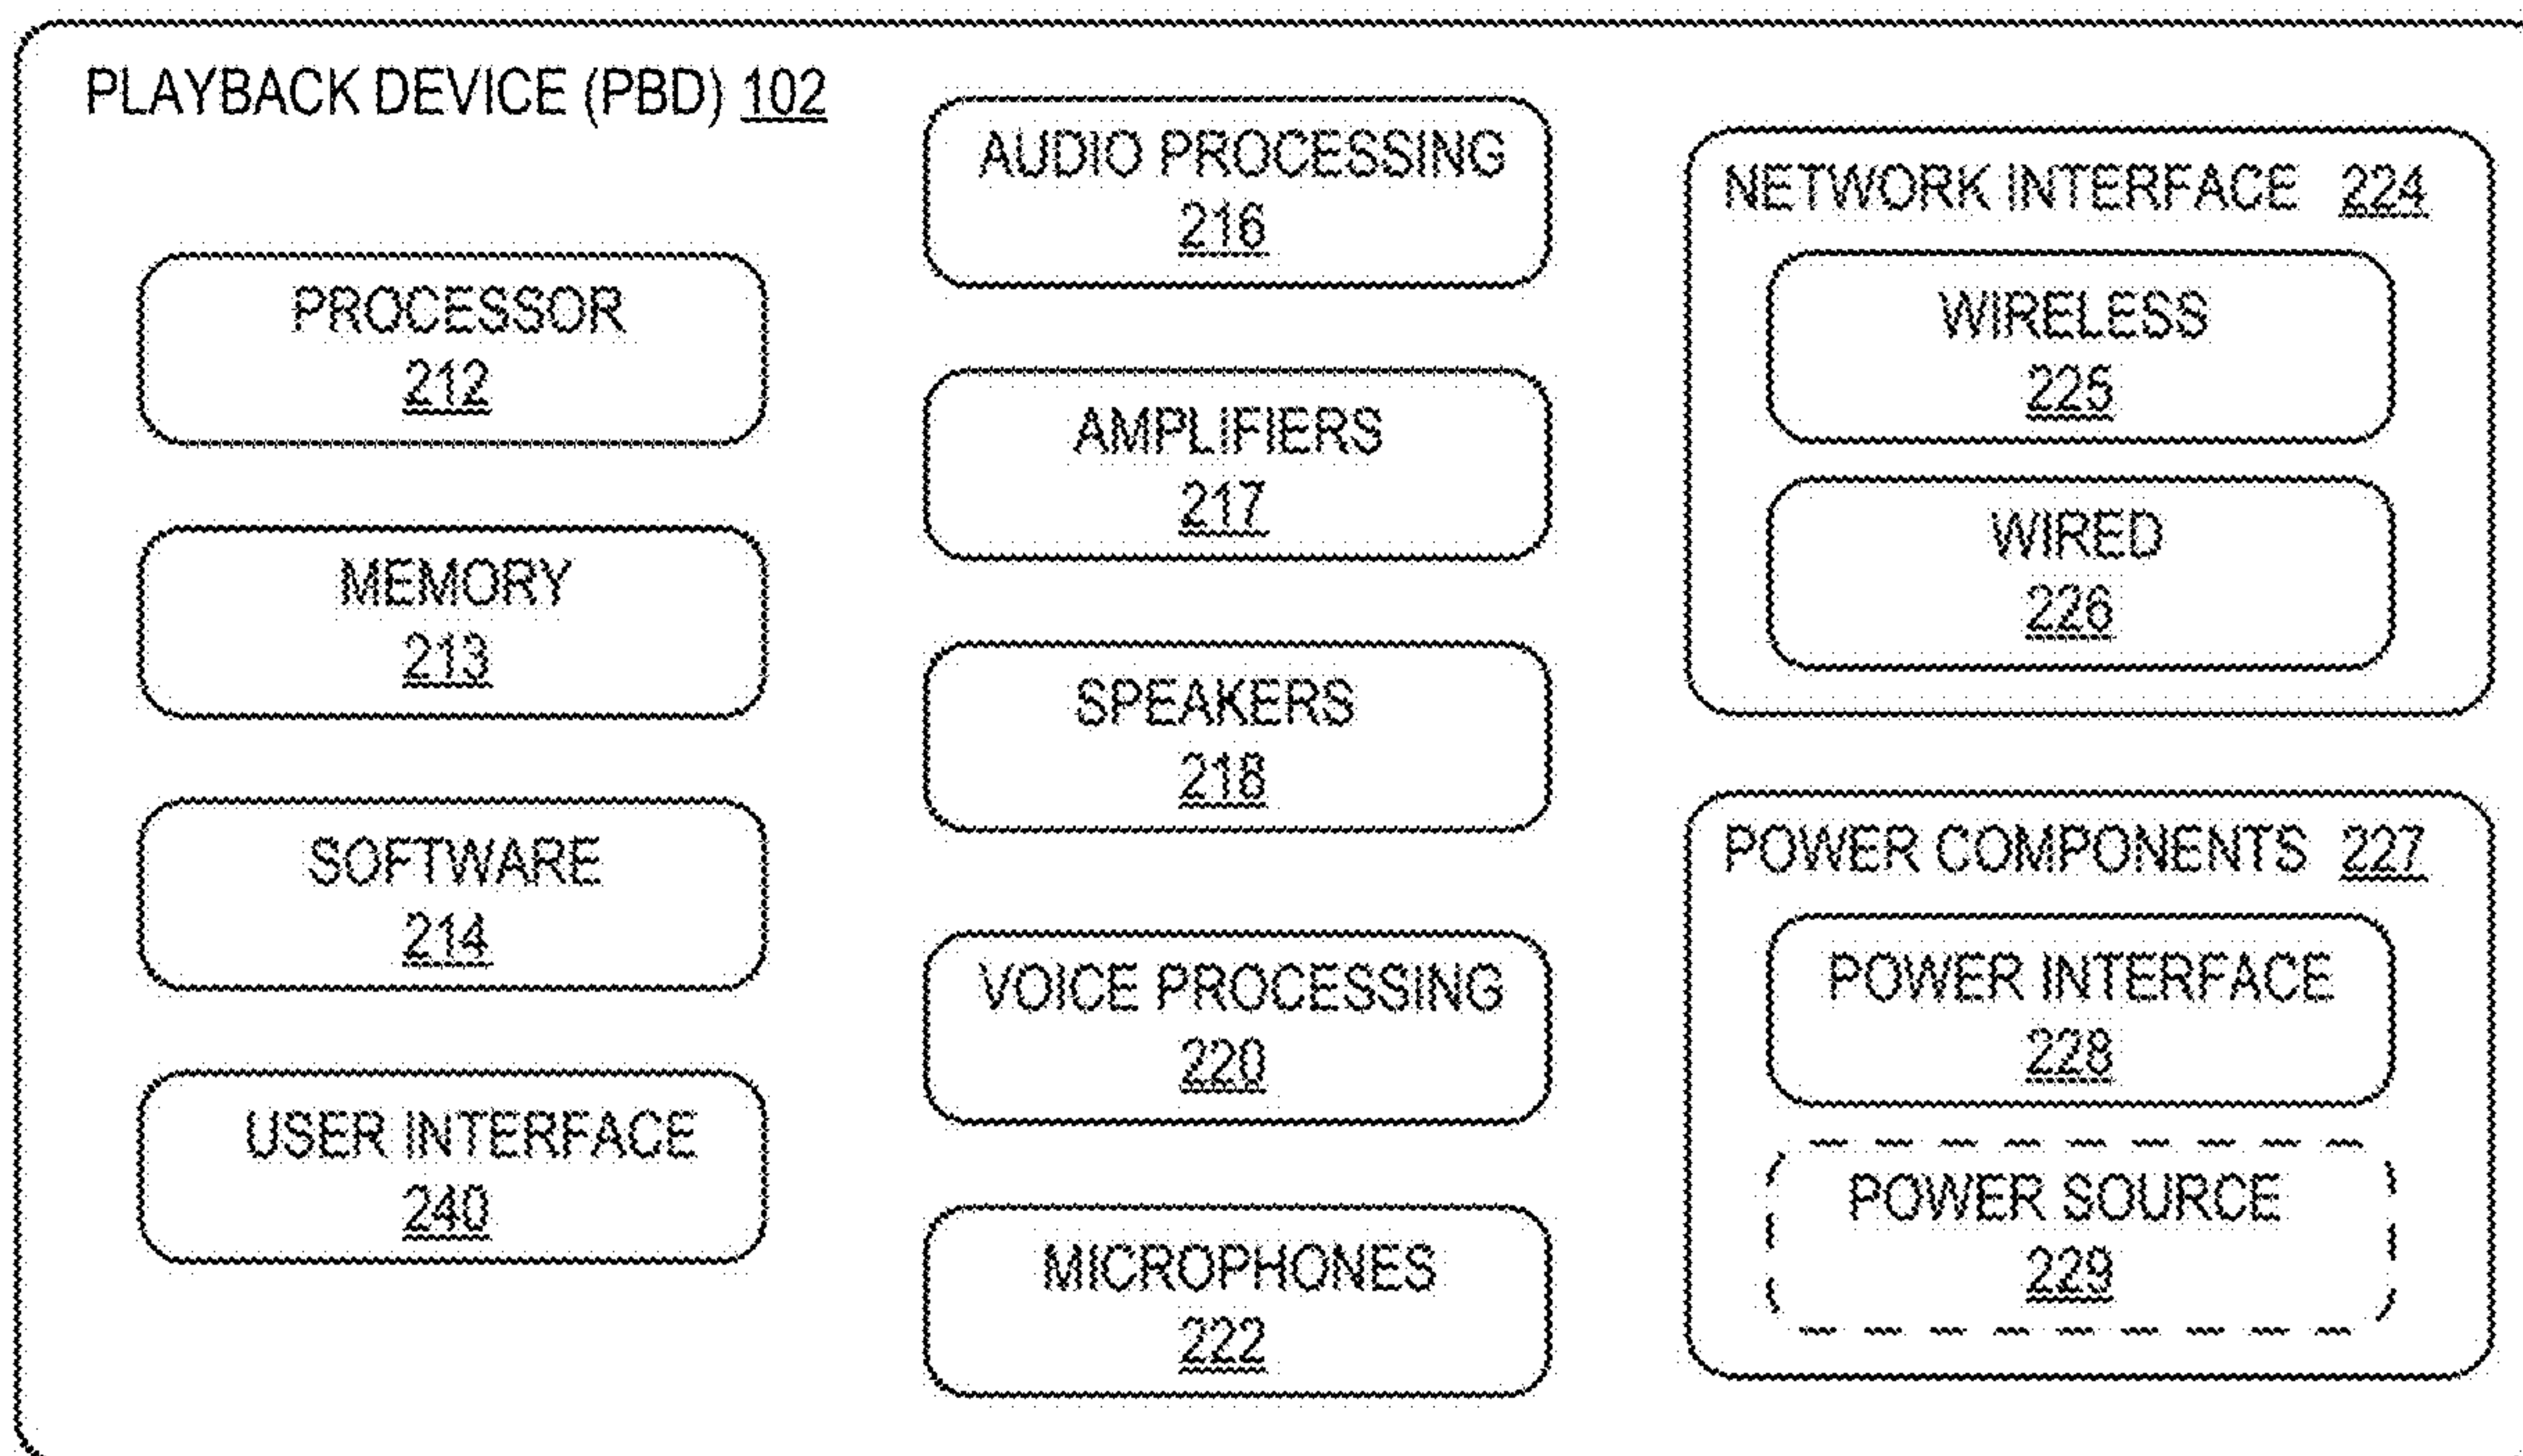 PLAYBACK DEVICE (PBD) 102
PROCESSOR
212
MEMORY
213
SOFTWARE
214
USER INTERFACE
240
AUDIO PROCESSING
216
AMPLIFIERS
217
SPEAKERS
218
VOICE PROCESSING
220
MICROPHONES
222
NETWORK INTERFACE 224
WIRELESS
225
WIRED
226
POWER COMPONENTS 227
POWER INTERFACE
228
POWER SOURCE
229